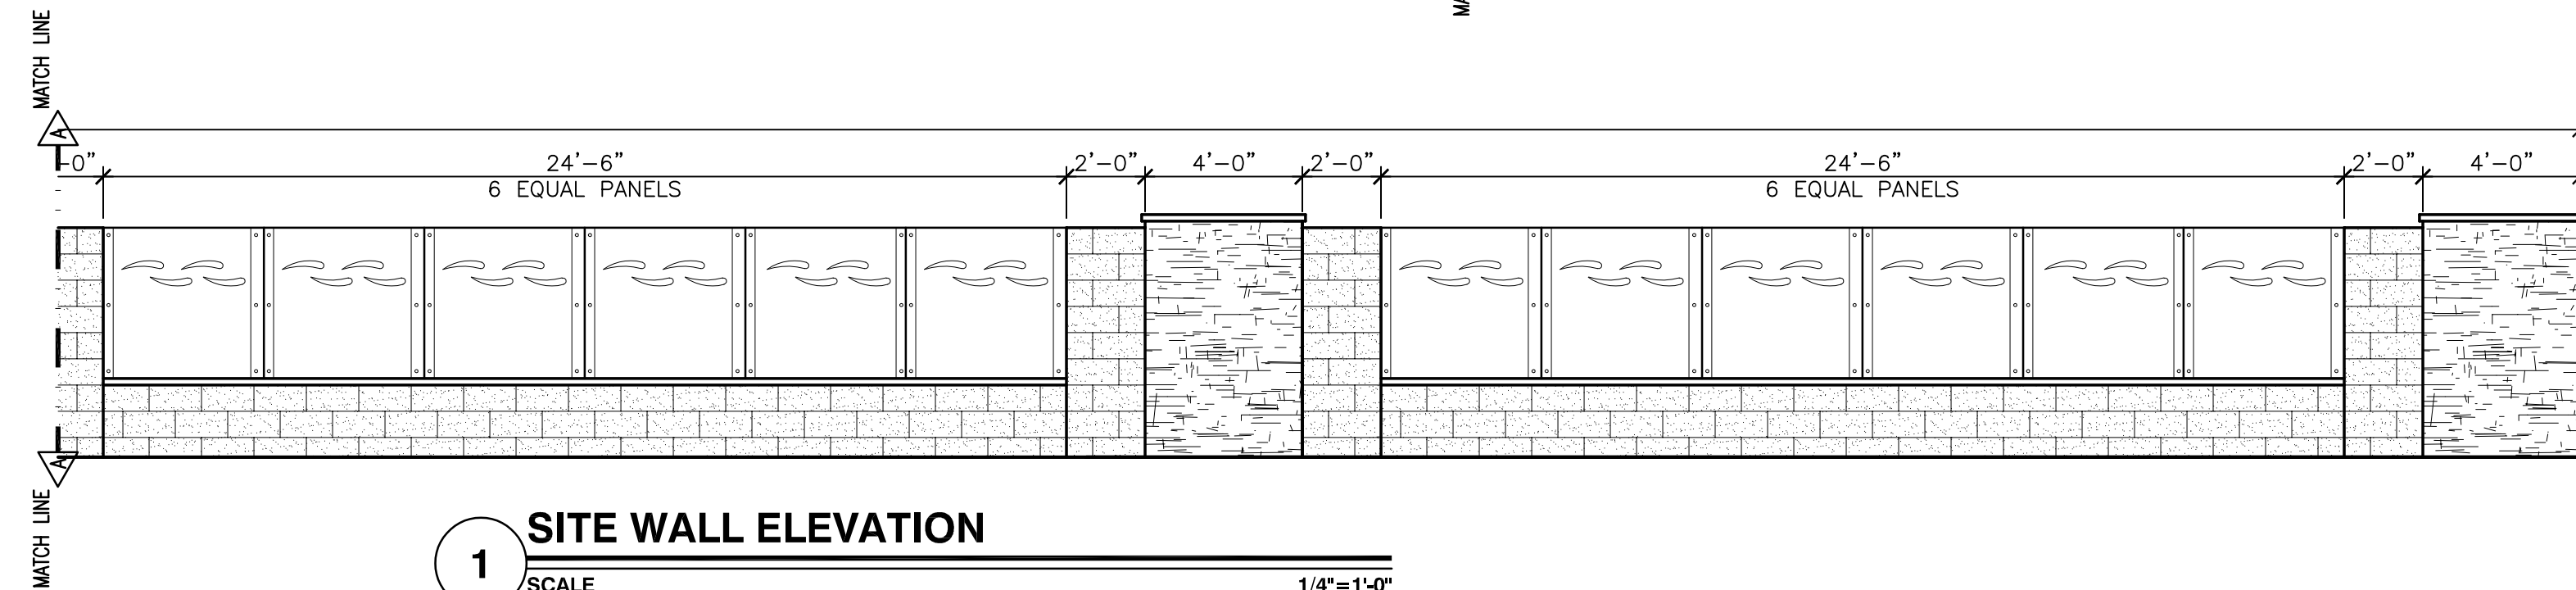 MATCH LINE
A
-0" 24'-6" 2'-0" 4'-0" 2'-0" 24'-6" 2'-0" 4'-0"
6 EQUAL PANELS 6 EQUAL PANELS
A
MATCH LINE
1
SITE WALL ELEVATION
SCALE 1/4"=1'-0"